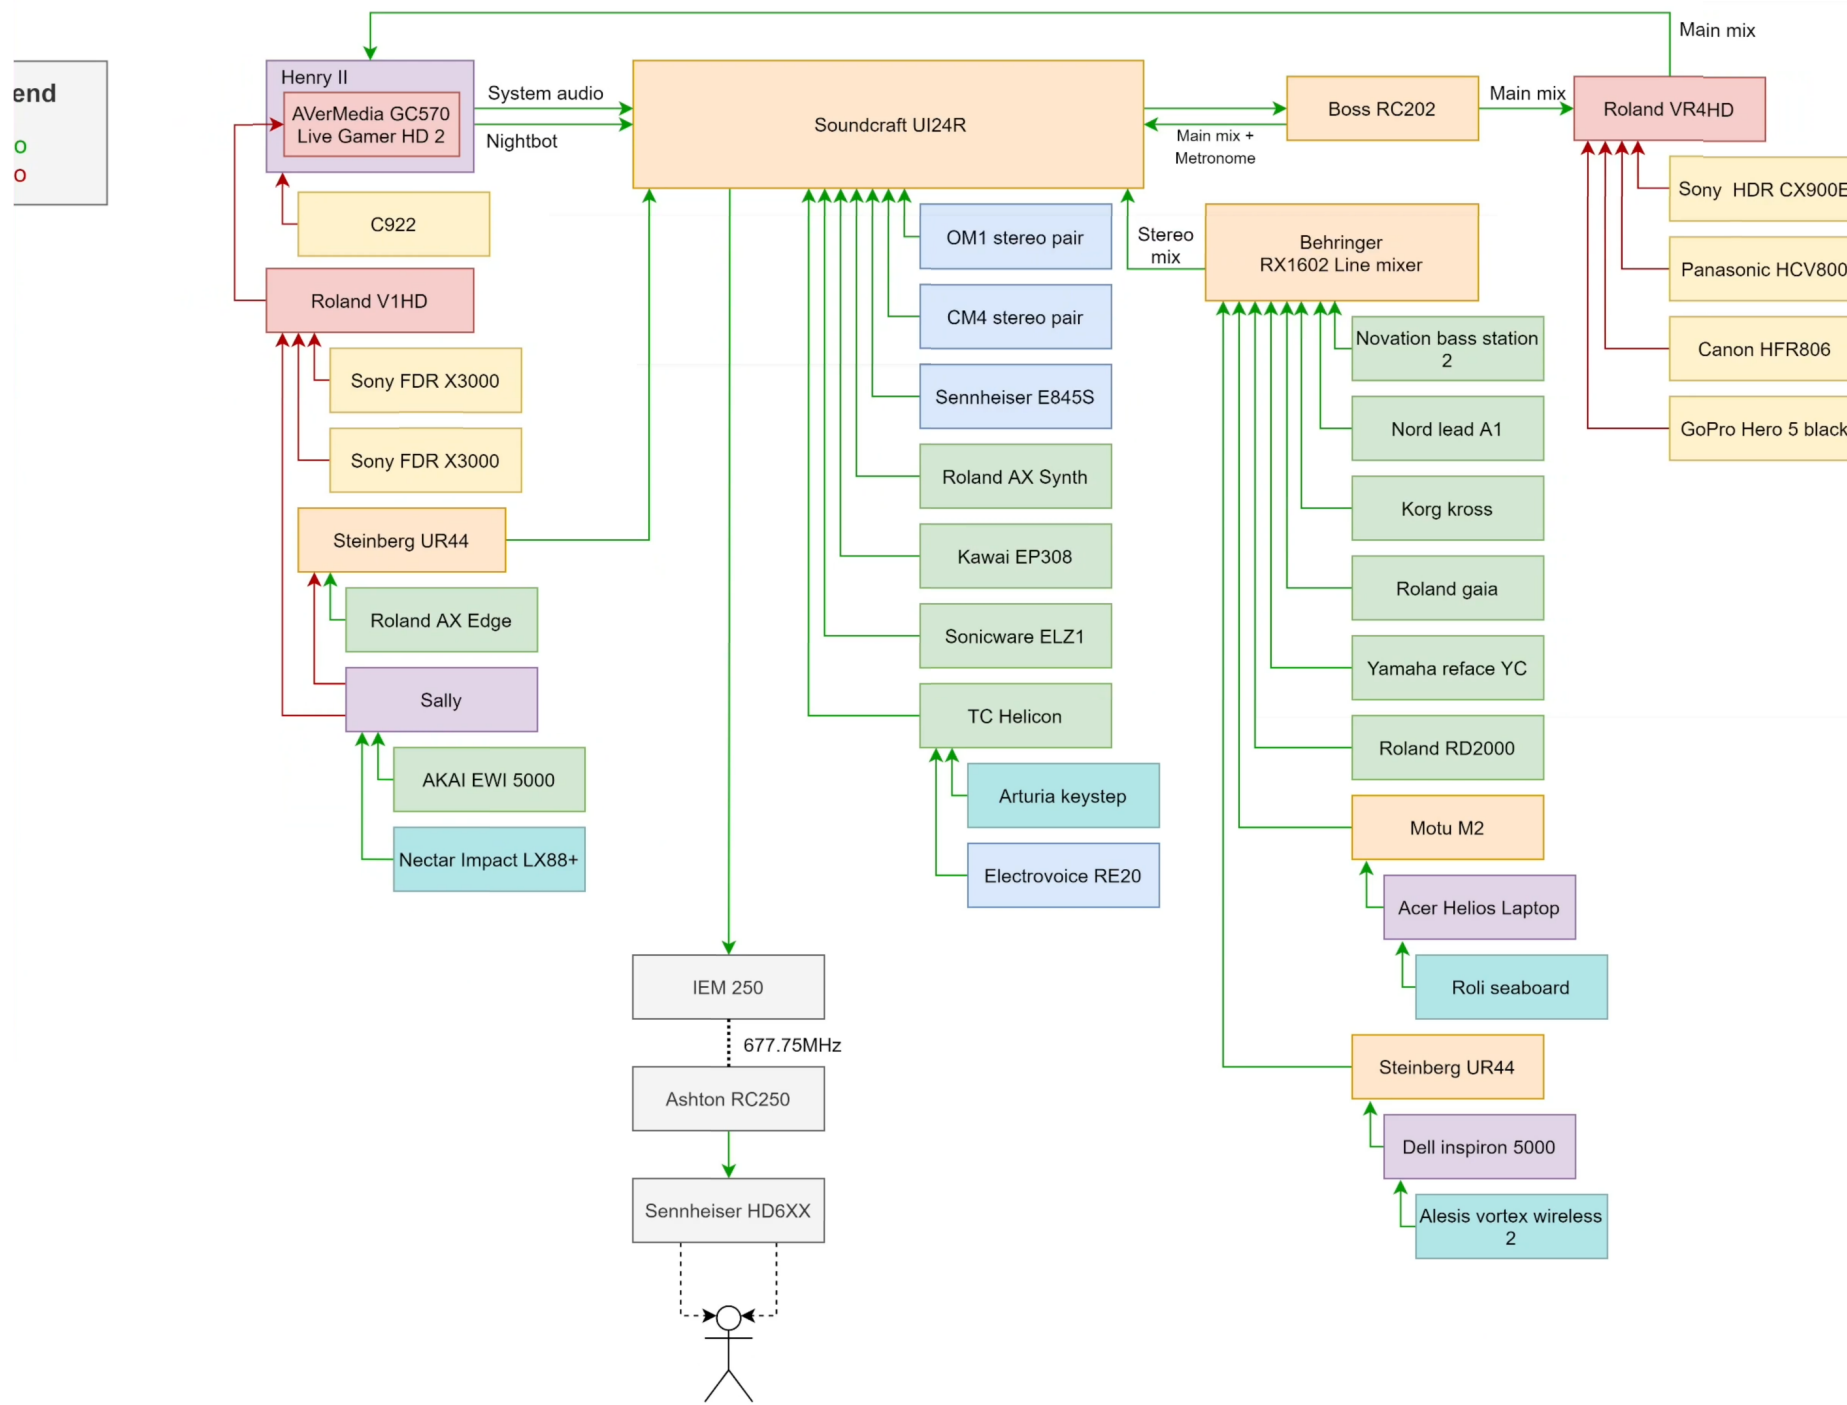 end
o
o
Main mix
Henry II
AVerMedia GC570
Live Gamer HD 2
System audio
Nightbot
Soundcraft UI24R
Main mix +
Metronome
Boss RC202
Main mix
Roland VR4HD
C922
Roland V1HD
Sony FDR X3000
Sony FDR X3000
Steinberg UR44
Roland AX Edge
Sally
AKAI EWI 5000
Nectar Impact LX88+
OM1 stereo pair
CM4 stereo pair
Sennheiser E845S
Roland AX Synth
Kawai EP308
Sonicware ELZ1
TC Helicon
Arturia keystep
Electrovoice RE20
Stereo
mix
Behringer
RX1602 Line mixer
Novation bass station
2
Nord lead A1
Korg kross
Roland gaia
Yamaha reface YC
Roland RD2000
Motu M2
Acer Helios Laptop
Roli seaboard
Steinberg UR44
Dell inspiron 5000
Alesis vortex wireless
2
Sony HDR CX900E
Panasonic HCV800
Canon HFR806
GoPro Hero 5 black
IEM 250
677.75MHz
Ashton RC250
Sennheiser HD6XX